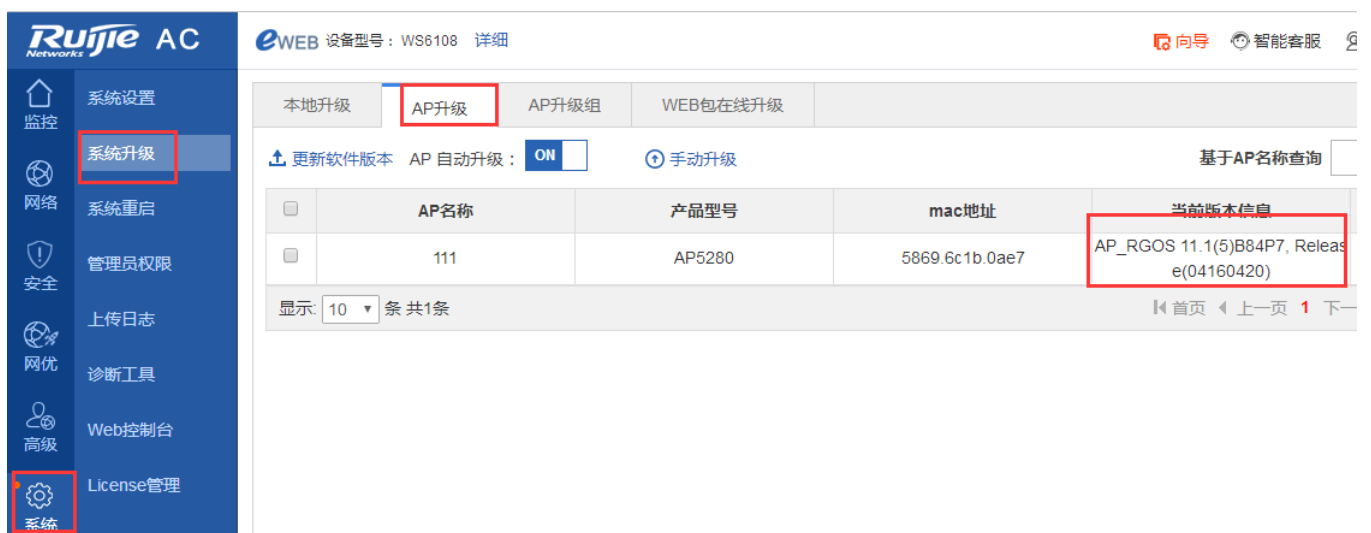 Ruijie AC
Networks
eWEB 设备型号：WS6108 详细
向导 智能客服
监控
网络
安全
网优
高级
系统
系统设置
系统升级
系统重启
管理员权限
上传日志
诊断工具
Web控制台
License管理
本地升级 AP升级 AP升级组 WEB包在线升级
更新软件版本 AP 自动升级： ON 手动升级 基于AP名称查询
AP名称 产品型号 mac地址 当前版本信息
111 AP5280 5869.6c1b.0ae7 AP_RGOS 11.1(5)B84P7, Releas
e(04160420)
显示: 10 条 共1条 首页 上一页 1 下一